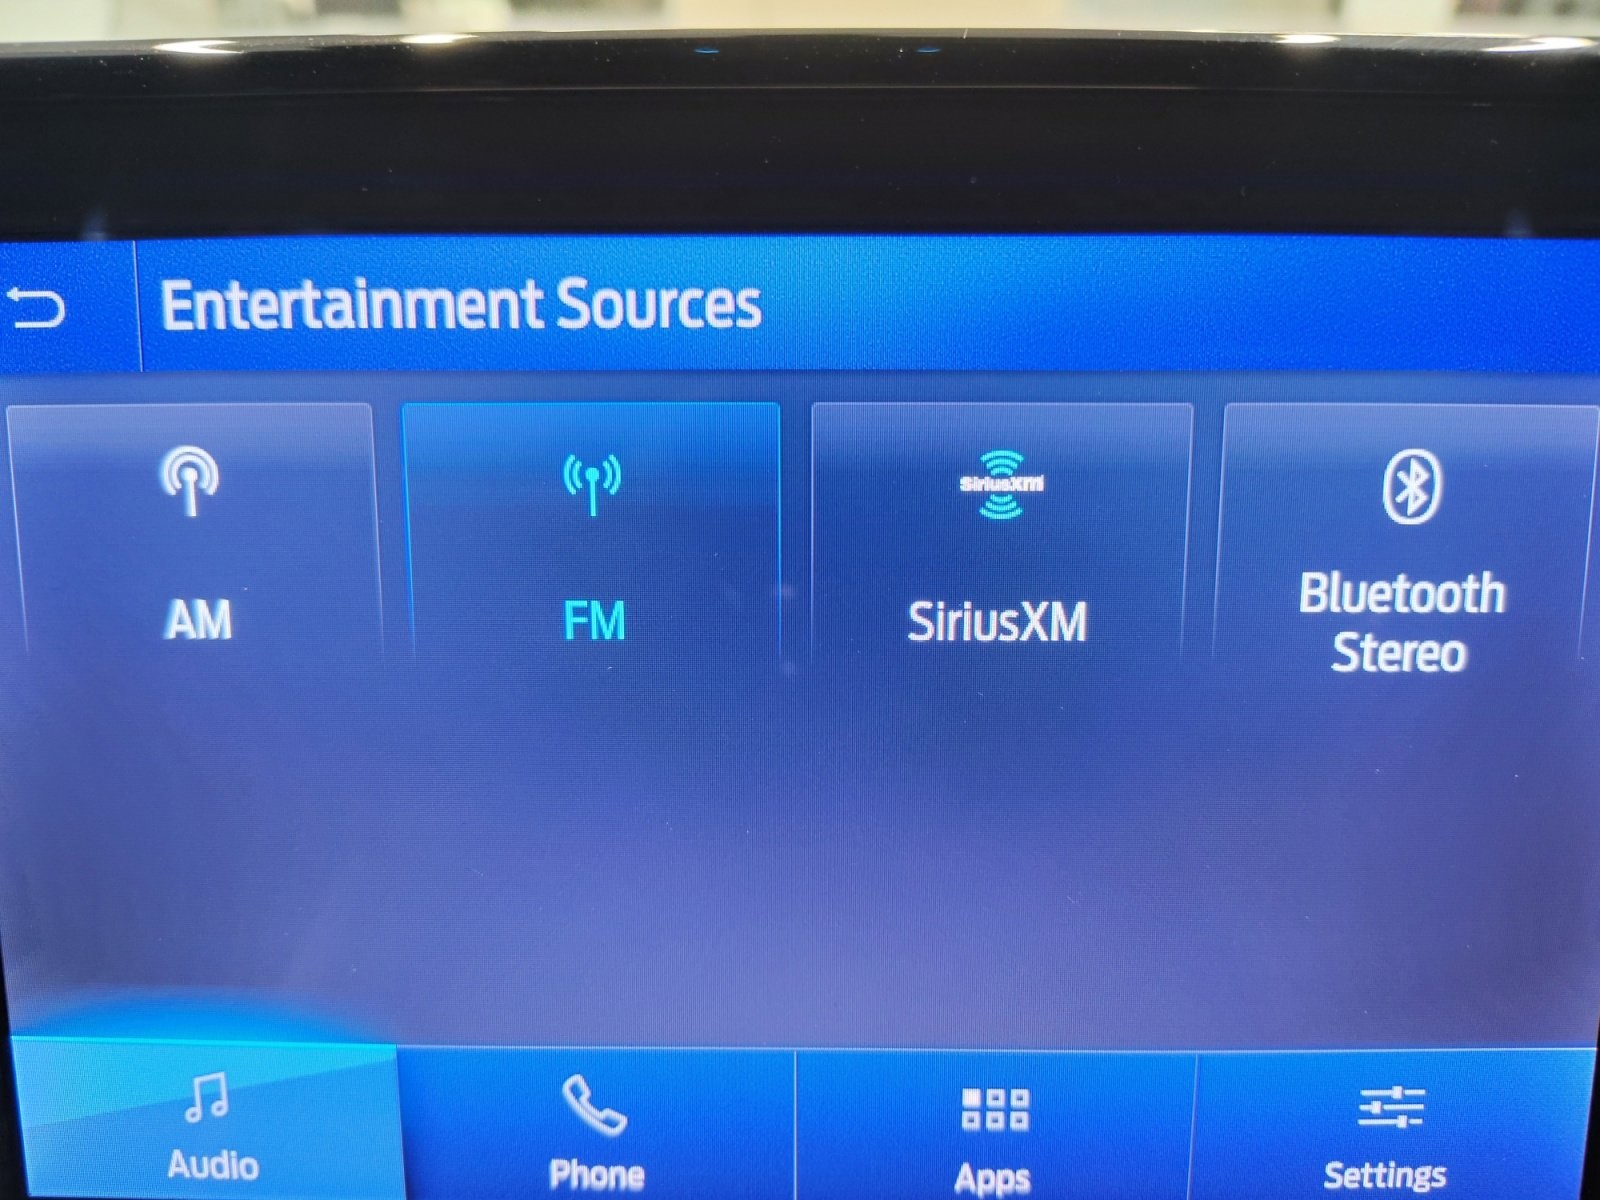 Entertainment Sources
SiriusXM
AM
FM
SiriusXM
Bluetooth
Stereo
Audio
Phone
Apps
Settings